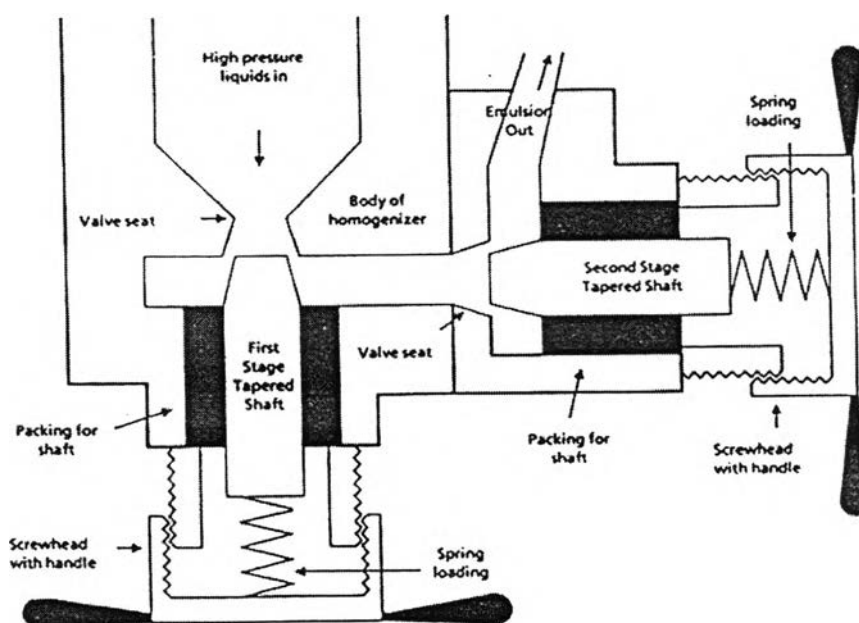 High pressure
liquids in
Emulsion
Out
Spring
loading
Valve seat
Body of
homogenizer
Second Stage
Tapered Shaft
First
Stage
Tapered
Shaft
Valve seat
Packing for
shaft
Packing for
shaft
Screwhead
with handle
Screwhead
with handle
Spring
loading